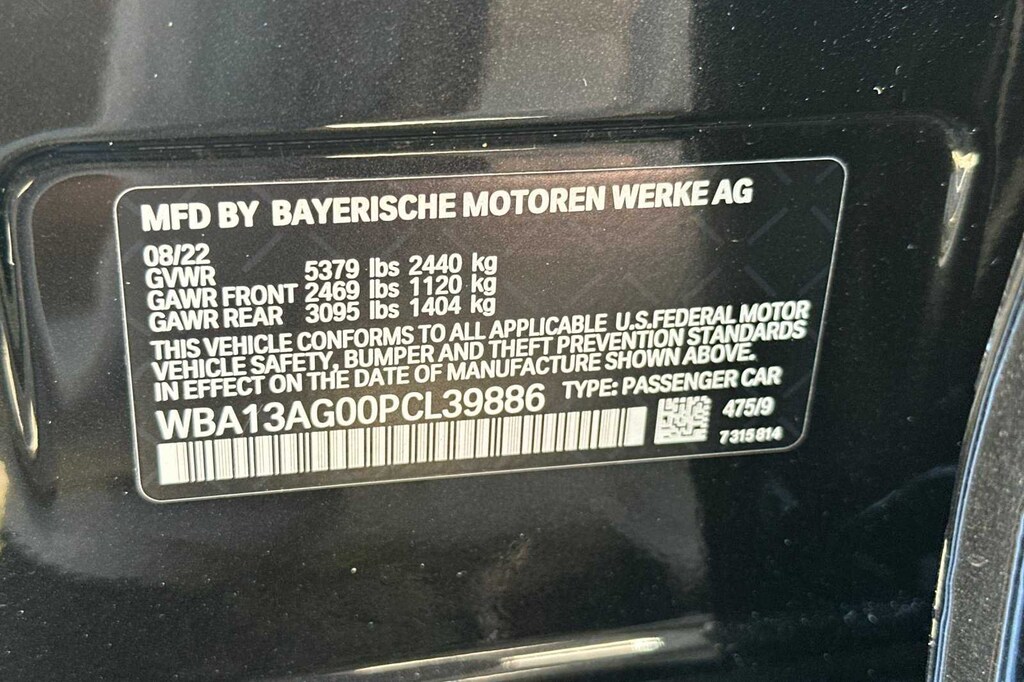 MFD BY BAYERISCHE MOTOREN WERKE AG
08/22
GVWR 5379 lbs 2440 kg
GAWR FRONT 2469 lbs 1120 kg
GAWR REAR 3095 lbs 1404 kg
THIS VEHICLE CONFORMS TO ALL APPLICABLE U.S.FEDERAL MOTOR
VEHICLE SAFETY, BUMPER AND THEFT PREVENTION STANDARDS
IN EFFECT ON THE DATE OF MANUFACTURE SHOWN ABOVE.
WBA13AG00PCL39886 TYPE: PASSENGER CAR
475/9
7315814